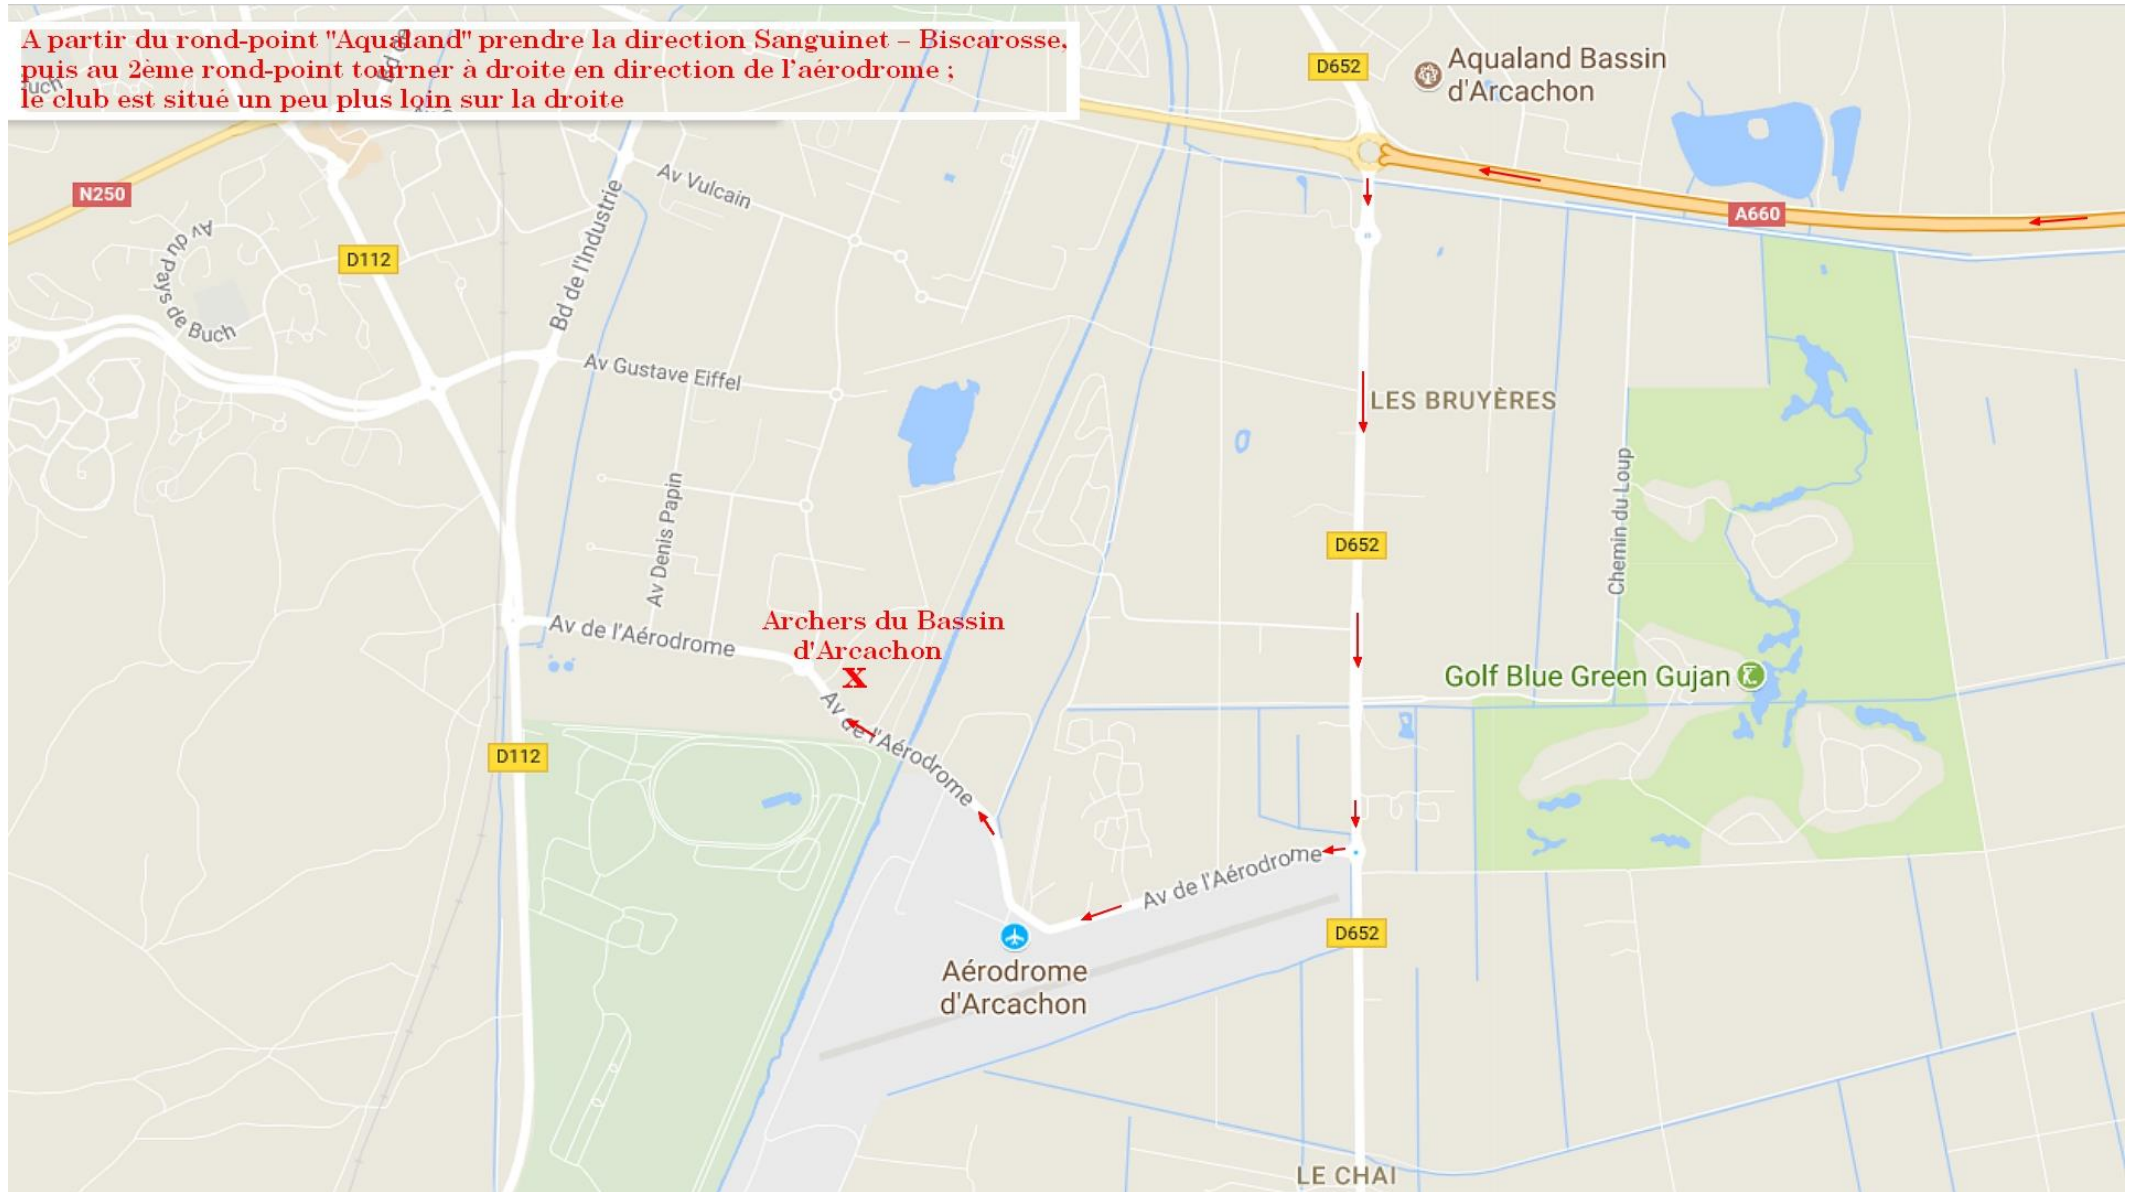 A partir du rond-point "Aqualand" prendre la direction Sanguinet – Biscarosse,
puis au 2ème rond-point tourner à droite en direction de l'aérodrome ;
le club est situé un peu plus loin sur la droite
Bd de
uch
D652
Aqualand Bassin
d'Arcachon
N250
Av Vulcain
A660
Av du Pays de Buch
D112
Bd de l'Industrie
Av Gustave Eiffel
LES BRUYÈRES
Av Denis Papin
Chemin du Loup
D652
Av de l'Aérodrome
Archers du Bassin
d'Arcachon
X
Golf Blue Green Gujan
Av de l'Aérodrome
D112
Av de l'Aérodrome
D652
Aérodrome
d'Arcachon
LE CHAI